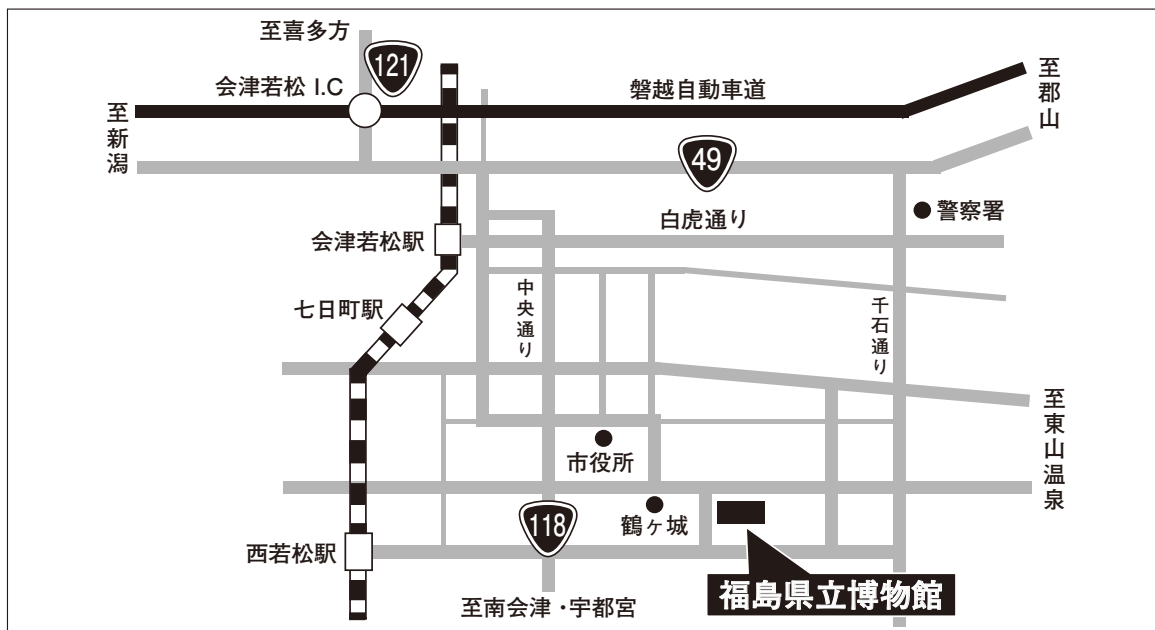 至喜多方
121
会津若松 I.C
磐越自動車道
至郡山
至新潟
49
警察署
白虎通り
会津若松駅
七日町駅
中央通り
千石通り
至東山温泉
市役所
鶴ヶ城
118
西若松駅
福島県立博物館
至南会津・宇都宮